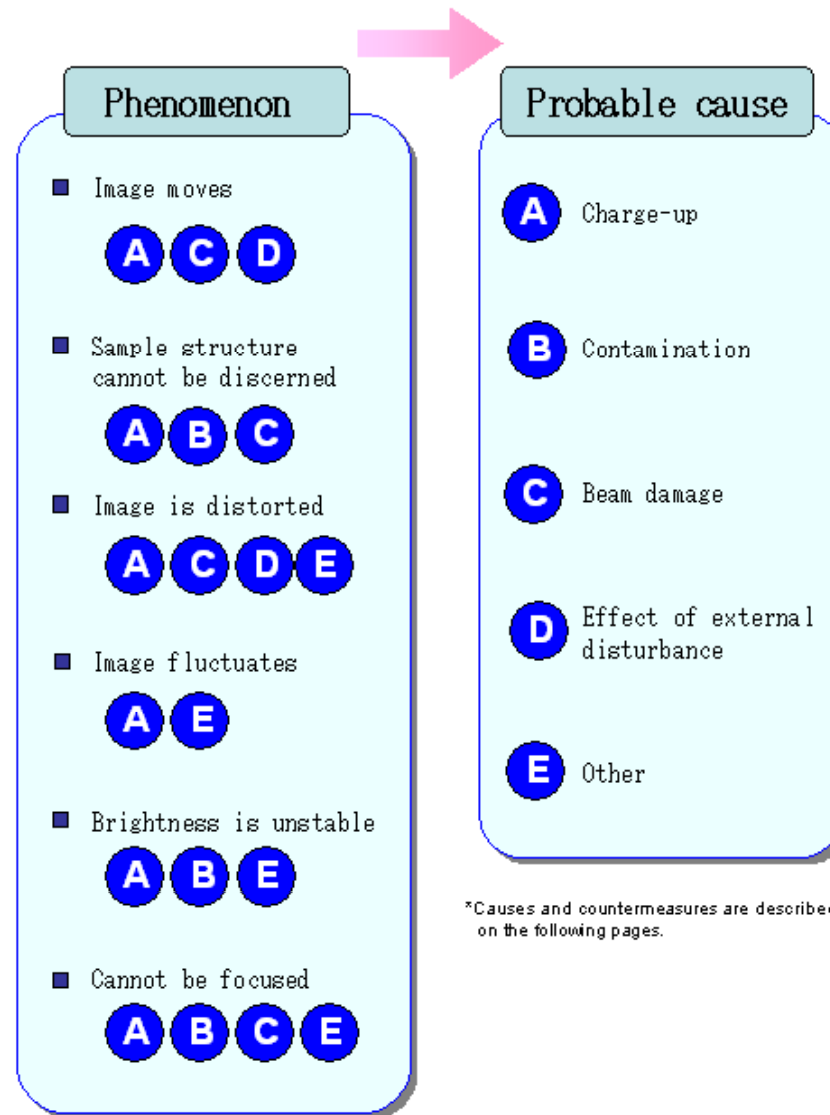 Phenomenon
■ Image moves
A C D
■ Sample structure
cannot be discerned
A B C
■ Image is distorted
A C D E
■ Image fluctuates
A E
■ Brightness is unstable
A B E
■ Cannot be focused
A B C E
Probable cause
A Charge-up
B Contamination
C Beam damage
D Effect of external
disturbance
E Other
*Causes and countermeasures are described
on the following pages.